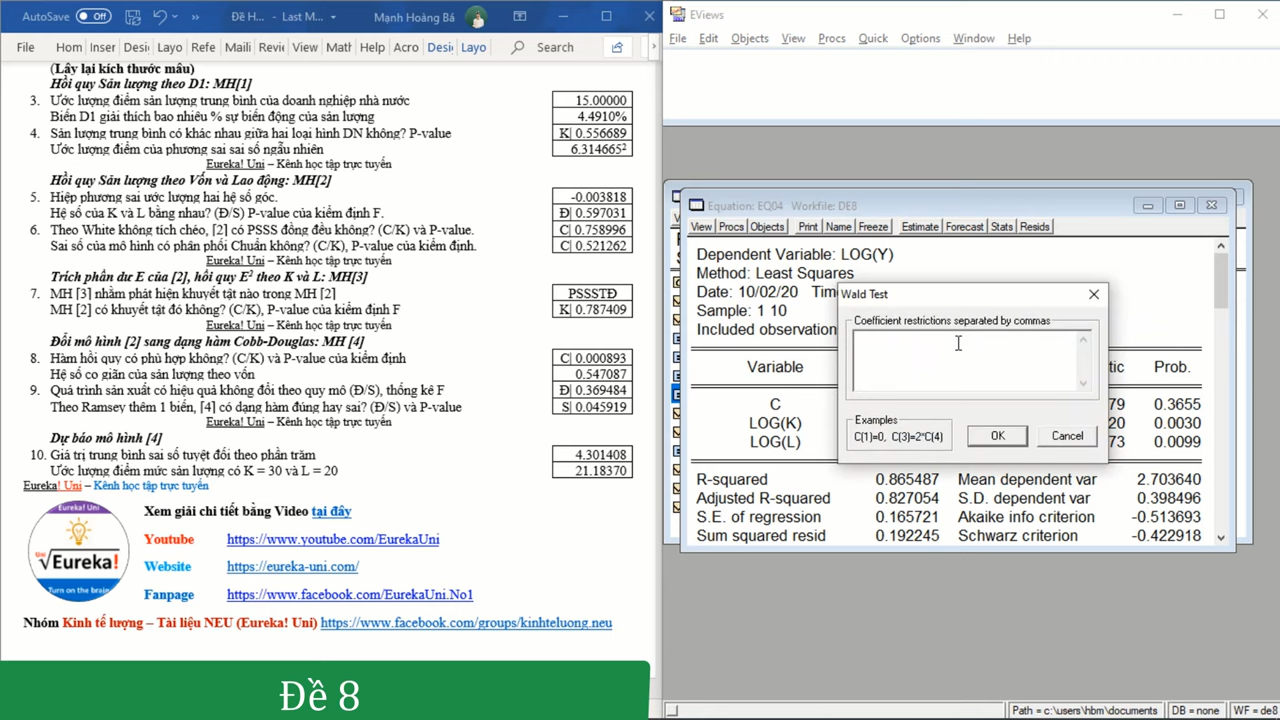 AutoSave Off Đề H... - Last M... Mạnh Hoàng Bá
File Hom Inser Desi Layo Refe Maili Revi View Math Help Acro Desi Layo Search
(Lấy lại kích thước mẫu)
Hồi quy Sản lượng theo D1: MH[1]
3. Ước lượng điểm sản lượng trung bình của doanh nghiệp nhà nước 15.00000
Biến D1 giải thích bao nhiêu % sự biến động của sản lượng 4.4910%
4. Sản lượng trung bình có khác nhau giữa hai loại hình DN không? P-value K| 0.556689
Ước lượng điểm của phương sai sai số ngẫu nhiên 6.314665²
Eureka! Uni – Kênh học tập trực tuyến
Hồi quy Sản lượng theo Vốn và Lao động: MH[2]
5. Hiệp phương sai ước lượng hai hệ số góc. -0.003818
Hệ số của K và L bằng nhau? (Đ/S) P-value của kiểm định F. Đ| 0.597031
6. Theo White không tích chéo, [2] có PSSS đồng đều không? (C/K) và P-value C| 0.758996
Sai số của mô hình có phân phối Chuẩn không? (C/K), P-value của kiểm định. C| 0.521262
Eureka! Uni – Kênh học tập trực tuyến
Trích phần dư E của [2], hồi quy E² theo K và L: MH[3]
7. MH [3] nhằm phát hiện khuyết tật nào trong MH [2] PSSSTĐ
MH [2] có khuyết tật đó không? (C/K), P-value của kiểm định F K| 0.787409
Eureka! Uni – Kênh học tập trực tuyến
Đổi mô hình [2] sang dạng hàm Cobb-Douglas: MH [4]
8. Hàm hồi quy có phù hợp không? (C/K) và P-value của kiểm định C| 0.000893
Hệ số co giãn của sản lượng theo vốn 0.547087
9. Quá trình sản xuất có hiệu quả không đổi theo quy mô (Đ/S), thống kê F Đ| 0.369484
Theo Ramsey thêm 1 biến, [4] có dạng hàm đúng hay sai? (Đ/S) và P-value S| 0.045919
Eureka! Uni – Kênh học tập trực tuyến
Dự báo mô hình [4]
10. Giá trị trung bình sai số tuyệt đối theo phần trăm 4.301408
Ước lượng điểm mức sản lượng có K = 30 và L = 20 21.18370
Eureka! Uni – Kênh học tập trực tuyến
Eureka! Uni
Uni √Eureka!
Turn on the brain
Xem giải chi tiết bằng Video tại đây
Youtube https://www.youtube.com/EurekaUni
Website https://eureka-uni.com/
Fanpage https://www.facebook.com/EurekaUni.No1
Nhóm Kinh tế lượng – Tài liệu NEU (Eureka! Uni) https://www.facebook.com/groups/kinhteluong.neu
Đề 8
EViews
File Edit Objects View Procs Quick Options Window Help
Equation: EQ04 Workfile: DE8
View Procs Objects Print Name Freeze Estimate Forecast Stats Resids
Dependent Variable: LOG(Y)
Method: Least Squares
Date: 10/02/20
Sample: 1 10
Included observation
Variable Prob.
C 79 0.3655
LOG(K) 20 0.0030
LOG(L) 73 0.0099
R-squared 0.865487 Mean dependent var 2.703640
Adjusted R-squared 0.827054 S.D. dependent var 0.398496
S.E. of regression 0.165721 Akaike info criterion -0.513693
Sum squared resid 0.192245 Schwarz criterion -0.422918
Wald Test
Coefficient restrictions separated by commas
Examples
C(1)=0, C(3)=2*C(4)
OK Cancel
Path = c:\users\hbm\documents DB = none WF = de8